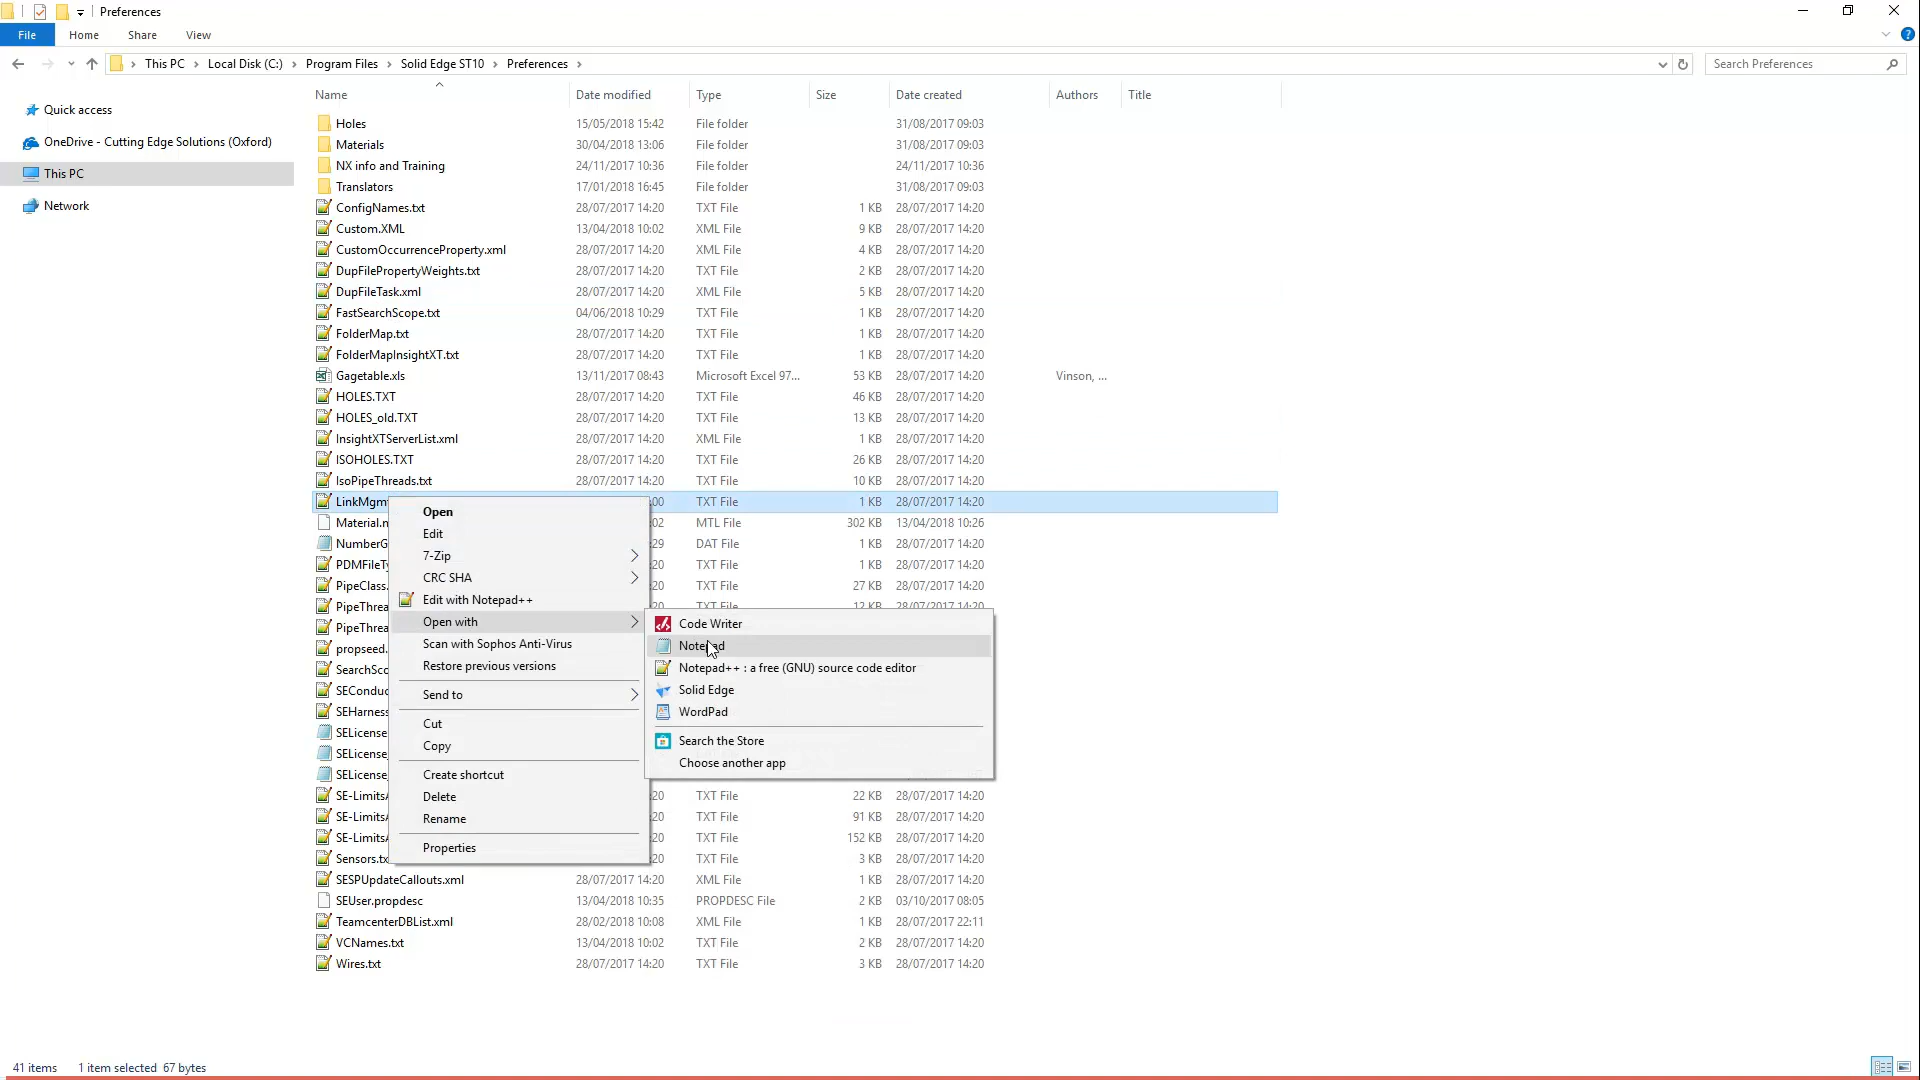 Preferences
File Home Share View
This PC Local Disk (C:) Program Files Solid Edge ST10 Preferences
Search Preferences
Quick access
OneDrive - Cutting Edge Solutions (Oxford)
This PC
Network
Name Date modified Type Size Date created Authors Title
Holes 15/05/2018 15:42 File folder 31/08/2017 09:03
Materials 30/04/2018 13:06 File folder 31/08/2017 09:03
NX info and Training 24/11/2017 10:36 File folder 24/11/2017 10:36
Translators 17/01/2018 16:45 File folder 31/08/2017 09:03
ConfigNames.txt 28/07/2017 14:20 TXT File 1 KB 28/07/2017 14:20
Custom.XML 13/04/2018 10:02 XML File 9 KB 28/07/2017 14:20
CustomOccurrenceProperty.xml 28/07/2017 14:20 XML File 4 KB 28/07/2017 14:20
DupFilePropertyWeights.txt 28/07/2017 14:20 TXT File 2 KB 28/07/2017 14:20
DupFileTask.xml 28/07/2017 14:20 XML File 5 KB 28/07/2017 14:20
FastSearchScope.txt 04/06/2018 10:29 TXT File 1 KB 28/07/2017 14:20
FolderMap.txt 28/07/2017 14:20 TXT File 1 KB 28/07/2017 14:20
FolderMapInsightXT.txt 28/07/2017 14:20 TXT File 1 KB 28/07/2017 14:20
Gagetable.xls 13/11/2017 08:43 Microsoft Excel 97... 53 KB 28/07/2017 14:20 Vinson, ...
HOLES.TXT 28/07/2017 14:20 TXT File 46 KB 28/07/2017 14:20
HOLES_old.TXT 28/07/2017 14:20 TXT File 13 KB 28/07/2017 14:20
InsightXTServerList.xml 28/07/2017 14:20 XML File 1 KB 28/07/2017 14:20
ISOHOLES.TXT 28/07/2017 14:20 TXT File 26 KB 28/07/2017 14:20
IsoPipeThreads.txt 28/07/2017 14:20 TXT File 10 KB 28/07/2017 14:20
LinkMgm :00 TXT File 1 KB 28/07/2017 14:20
Material.m :02 MTL File 302 KB 13/04/2018 10:26
NumberG :29 DAT File 1 KB 28/07/2017 14:20
PDMFileTy :20 TXT File 1 KB 28/07/2017 14:20
PipeClass. :20 TXT File 27 KB 28/07/2017 14:20
PipeThrea :20 TXT File 12 KB 28/07/2017 14:20
PipeThrea
propseed.
SearchSco
SEConduc
SEHarness
SELicense
SELicense_
SELicense_
SE-LimitsA :20 TXT File 22 KB 28/07/2017 14:20
SE-LimitsA :20 TXT File 91 KB 28/07/2017 14:20
SE-LimitsA :20 TXT File 152 KB 28/07/2017 14:20
Sensors.tx :20 TXT File 3 KB 28/07/2017 14:20
SESPUpdateCallouts.xml 28/07/2017 14:20 XML File 1 KB 28/07/2017 14:20
SEUser.propdesc 13/04/2018 10:35 PROPDESC File 2 KB 03/10/2017 08:05
TeamcenterDBList.xml 28/02/2018 10:08 XML File 1 KB 28/07/2017 22:11
VCNames.txt 13/04/2018 10:02 TXT File 2 KB 28/07/2017 14:20
Wires.txt 28/07/2017 14:20 TXT File 3 KB 28/07/2017 14:20
Open
Edit
7-Zip
CRC SHA
Edit with Notepad++
Open with
Scan with Sophos Anti-Virus
Restore previous versions
Send to
Cut
Copy
Create shortcut
Delete
Rename
Properties
Code Writer
Notepad
Notepad++ : a free (GNU) source code editor
Solid Edge
WordPad
Search the Store
Choose another app
41 items 1 item selected 67 bytes